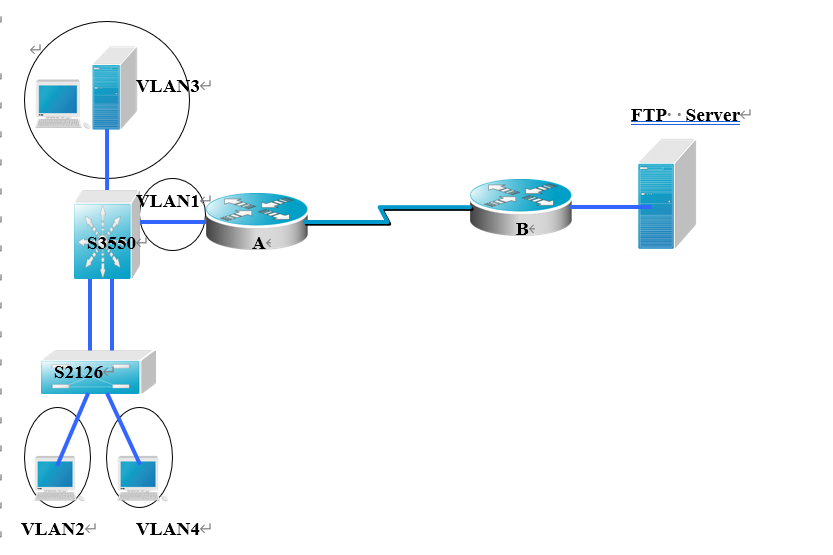 VLAN3
FTP Server
VLAN1
S3550
A
B
S2126
VLAN2
VLAN4